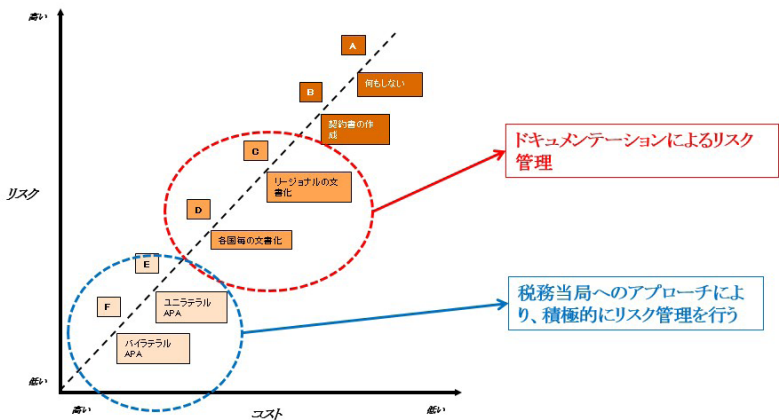 高い
A
何もしない
B
契約書の作
成
C
ドキュメンテーションによるリスク
管理
リージョナルの文
書化
リスク
D
各国毎の文書化
E
ユニラテラル
APA
税務当局へのアプローチによ
り、積極的にリスク管理を行う
F
バイラテラル
APA
低い
高い
コスト
低い